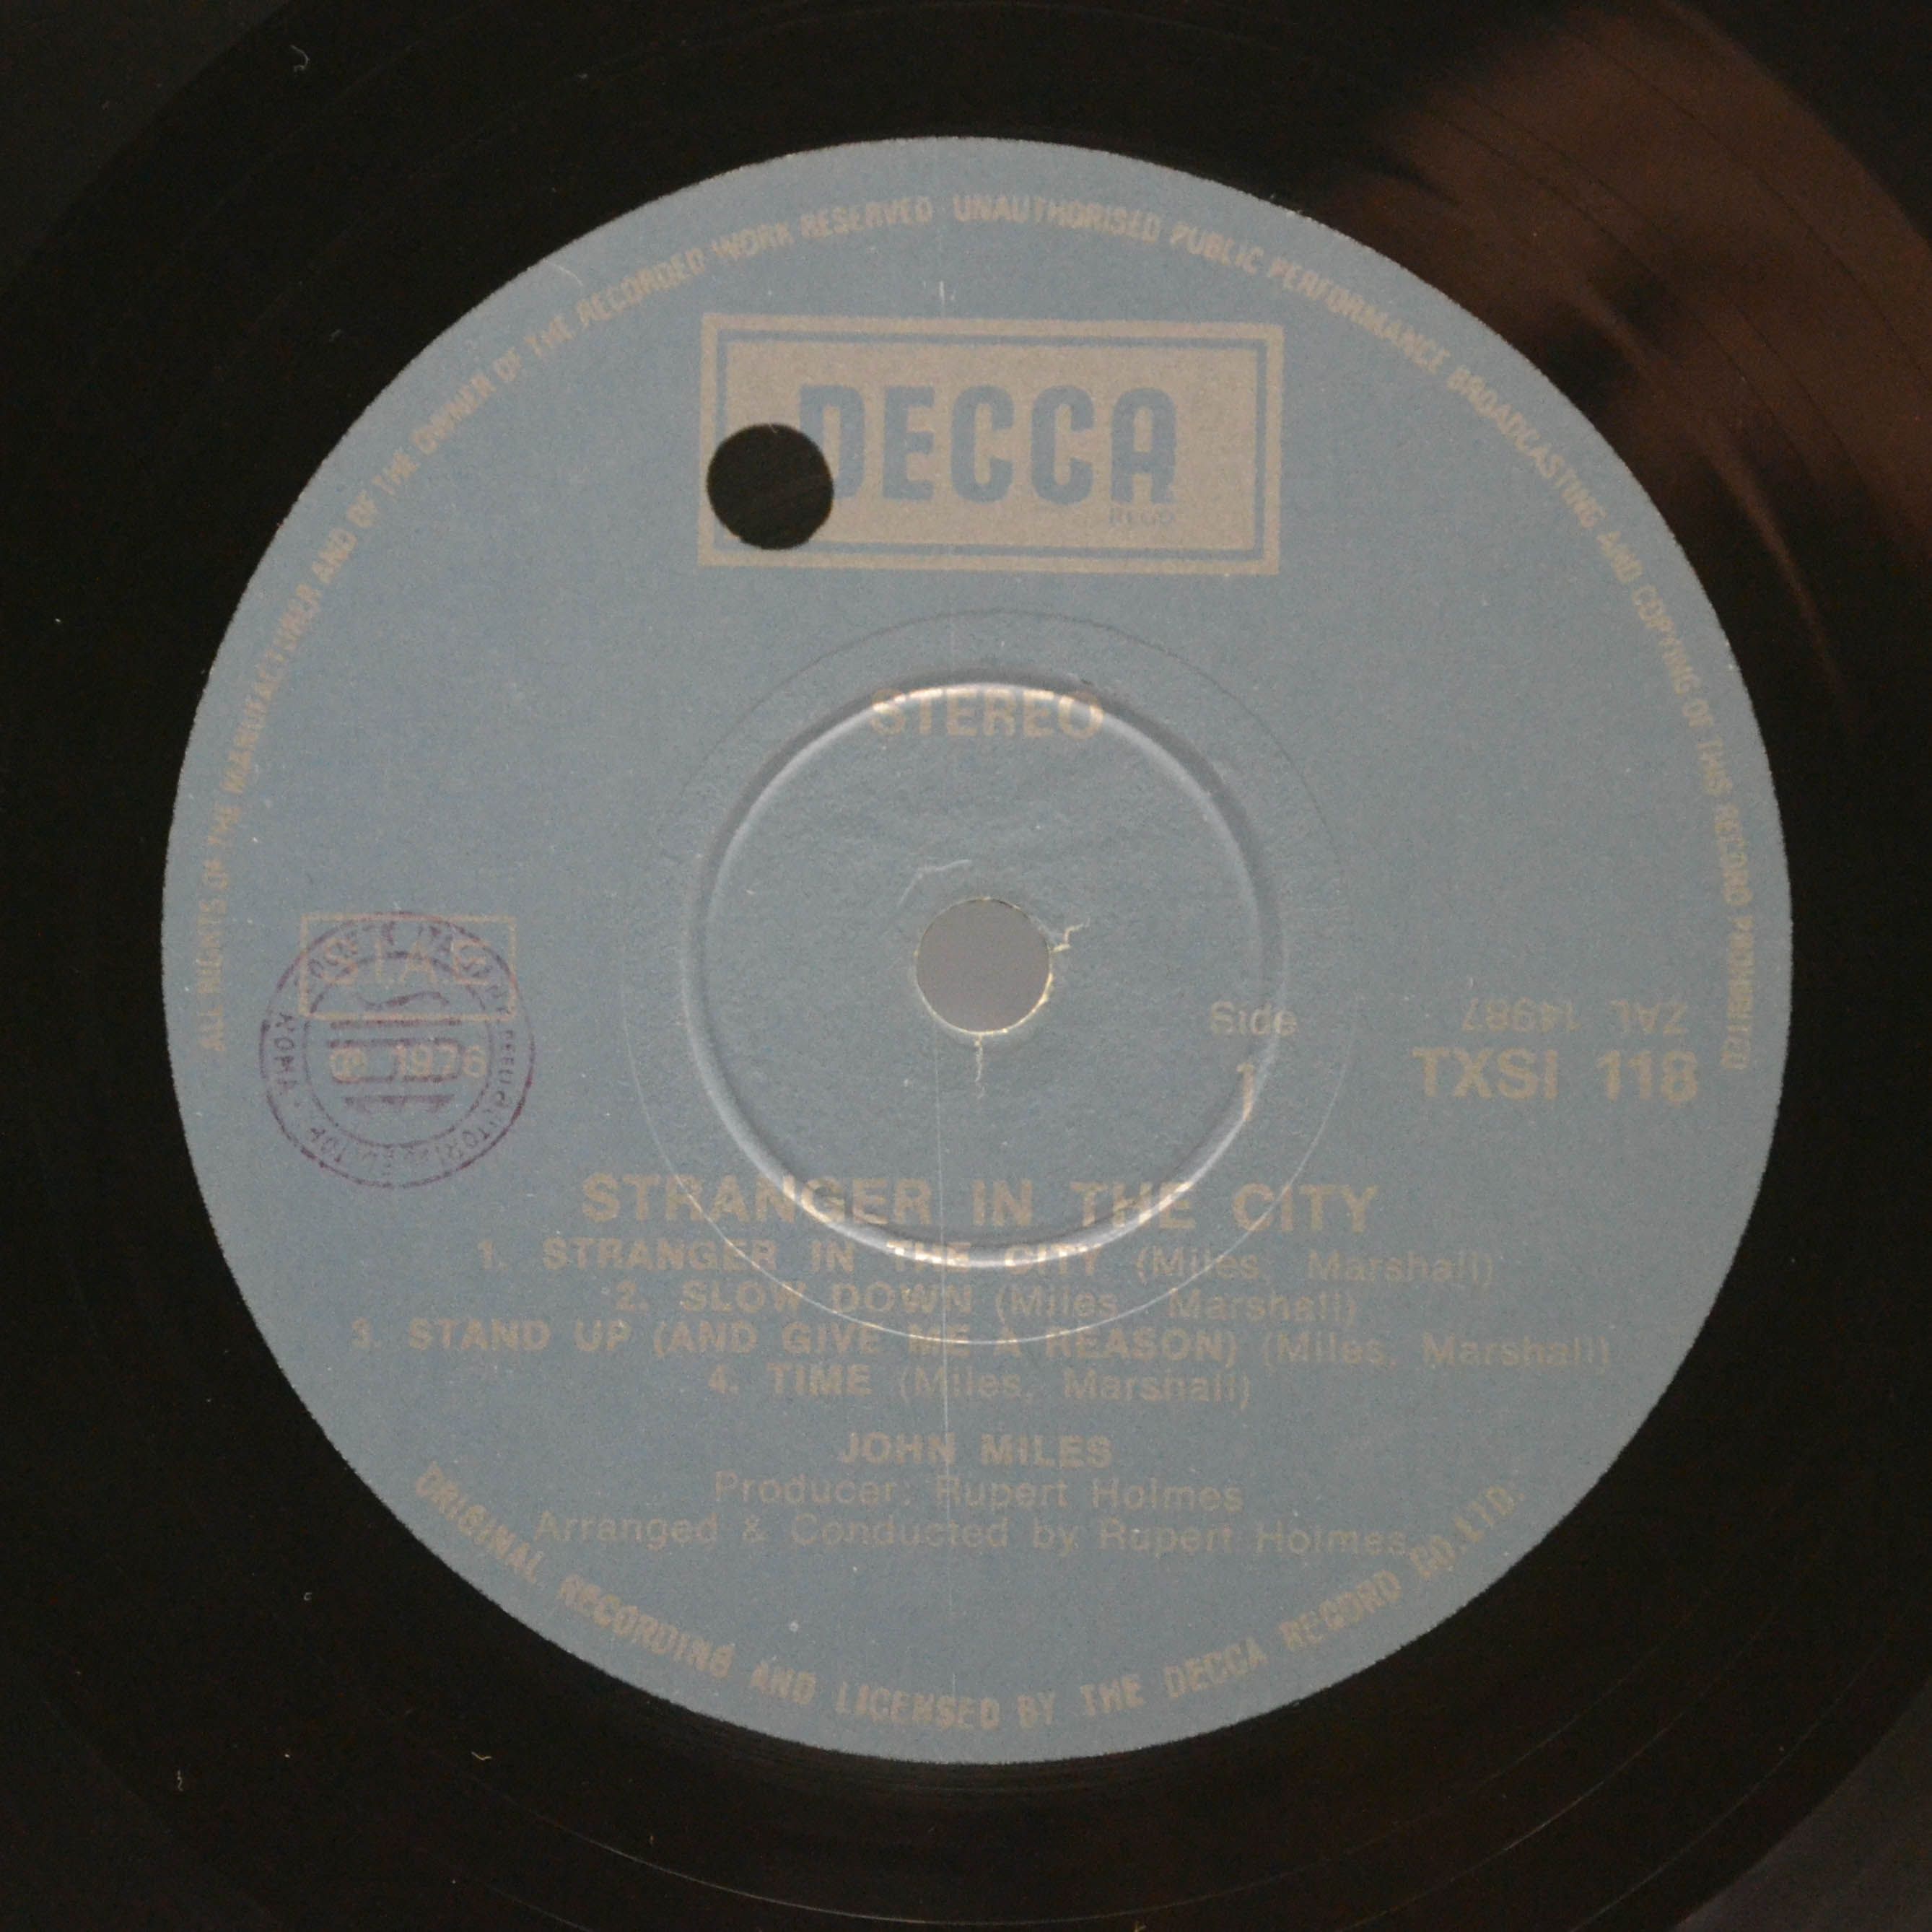 ALL RIGHTS OF THE MANUFACTURER AND OF THE OWNER OF THE RECORDED WORK RESERVED UNAUTHORISED PUBLIC PERFORMANCE BROADCASTING AND COPYING OF THIS RECORD PROHIBITED
DECCA
REGD
STEREO
SIAE
ROMA
℗ 1976
Side
1
ZAL 14987
TXSI 118
STRANGER IN THE CITY
1. STRANGER IN THE CITY (Miles, Marshall)
2. SLOW DOWN (Miles, Marshall)
3. STAND UP (AND GIVE ME A REASON) (Miles, Marshall)
4. TIME (Miles, Marshall)
JOHN MILES
Producer: Rupert Holmes
Arranged & Conducted by Rupert Holmes
ORIGINAL RECORDING AND LICENSED BY THE DECCA RECORD CO. LTD.